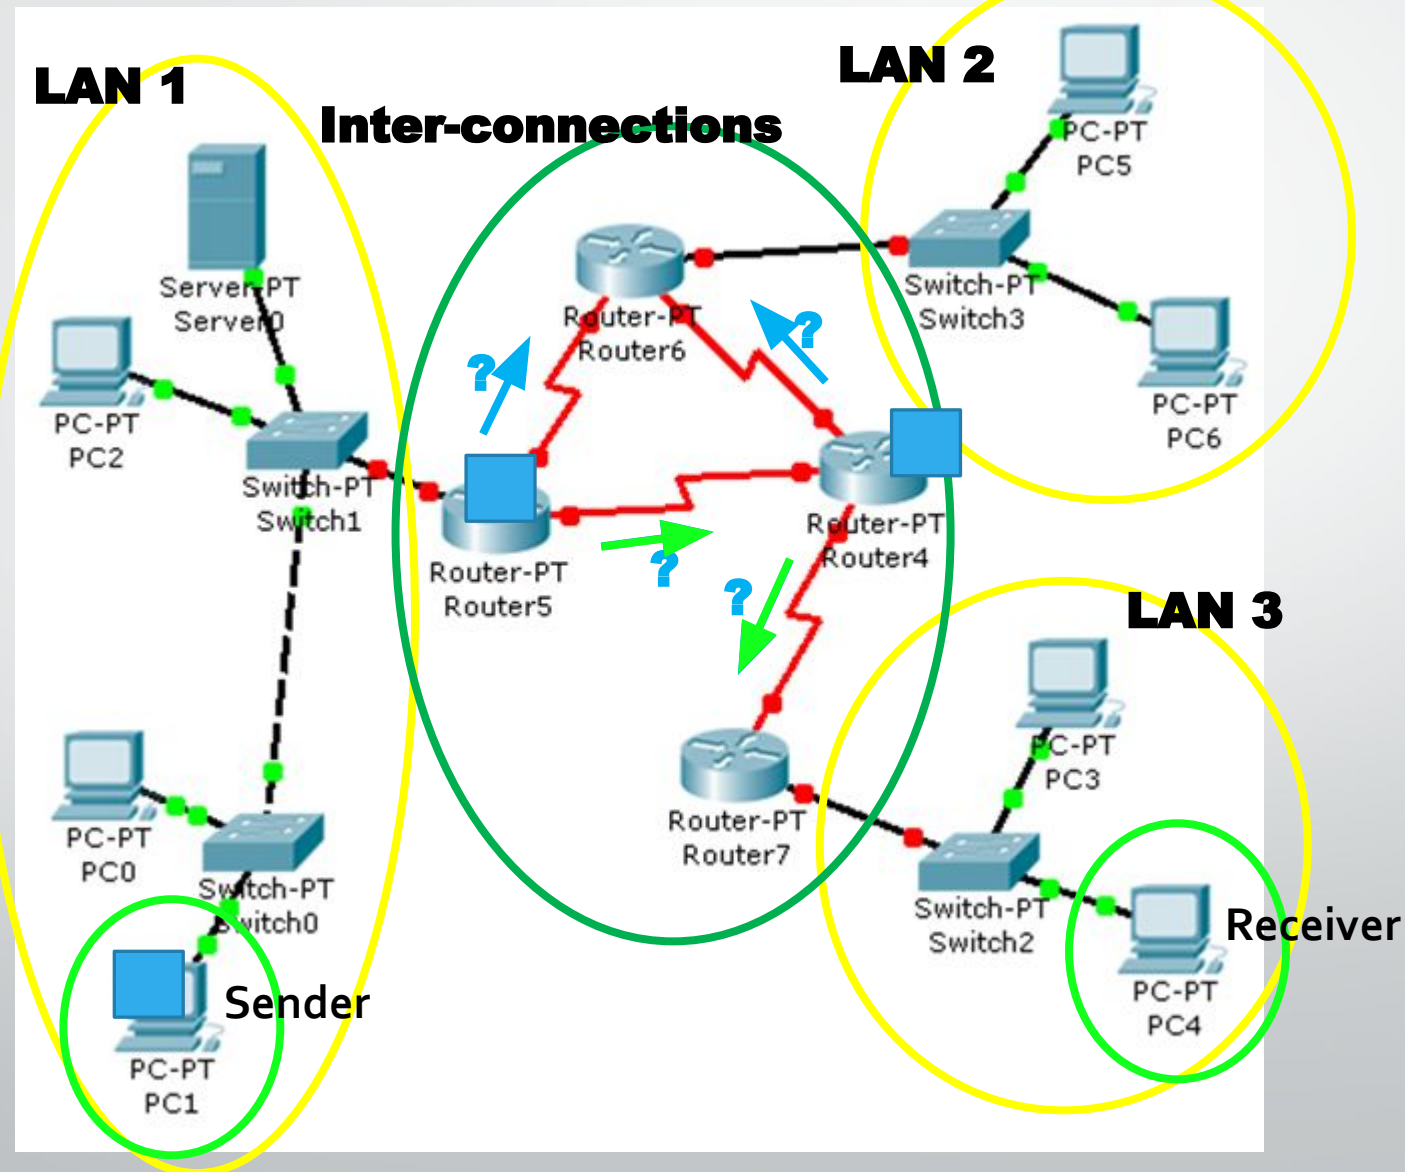 LAN 1
Inter-connections
LAN 2
PC-PT
PC5
Server-PT
Server0
Router-PT
Router6
Switch-PT
Switch3
?
?
PC-PT
PC2
PC-PT
PC6
Switch-PT
Switch1
Router-PT
Router4
Router-PT
Router5
?
?
LAN 3
PC-PT
PC3
PC-PT
PC0
Router-PT
Router7
Switch-PT
Switch0
Switch-PT
Switch2
Receiver
PC-PT
PC4
Sender
PC-PT
PC1